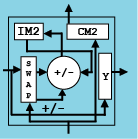 IM2 CM2
SWAP +/- Y
+/-